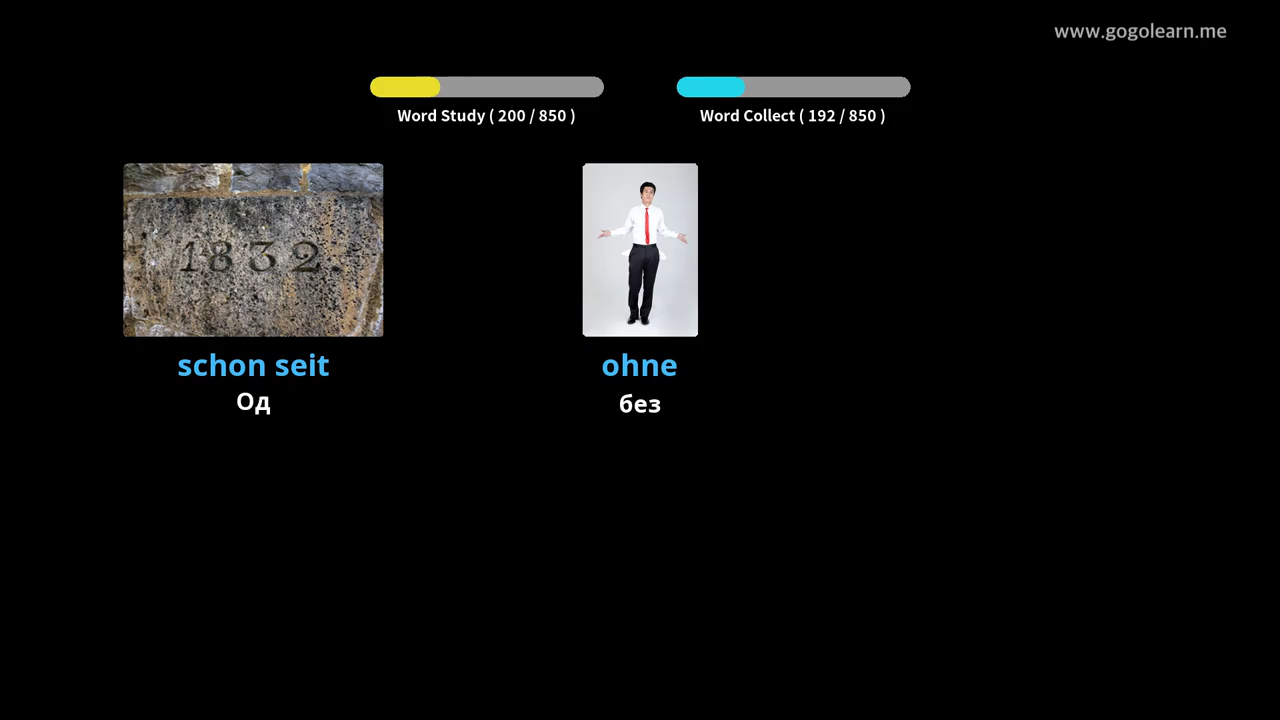 www.gogolearn.me
Word Study ( 200 / 850 )
Word Collect ( 192 / 850 )
1832.
schon seit
Од
ohne
без